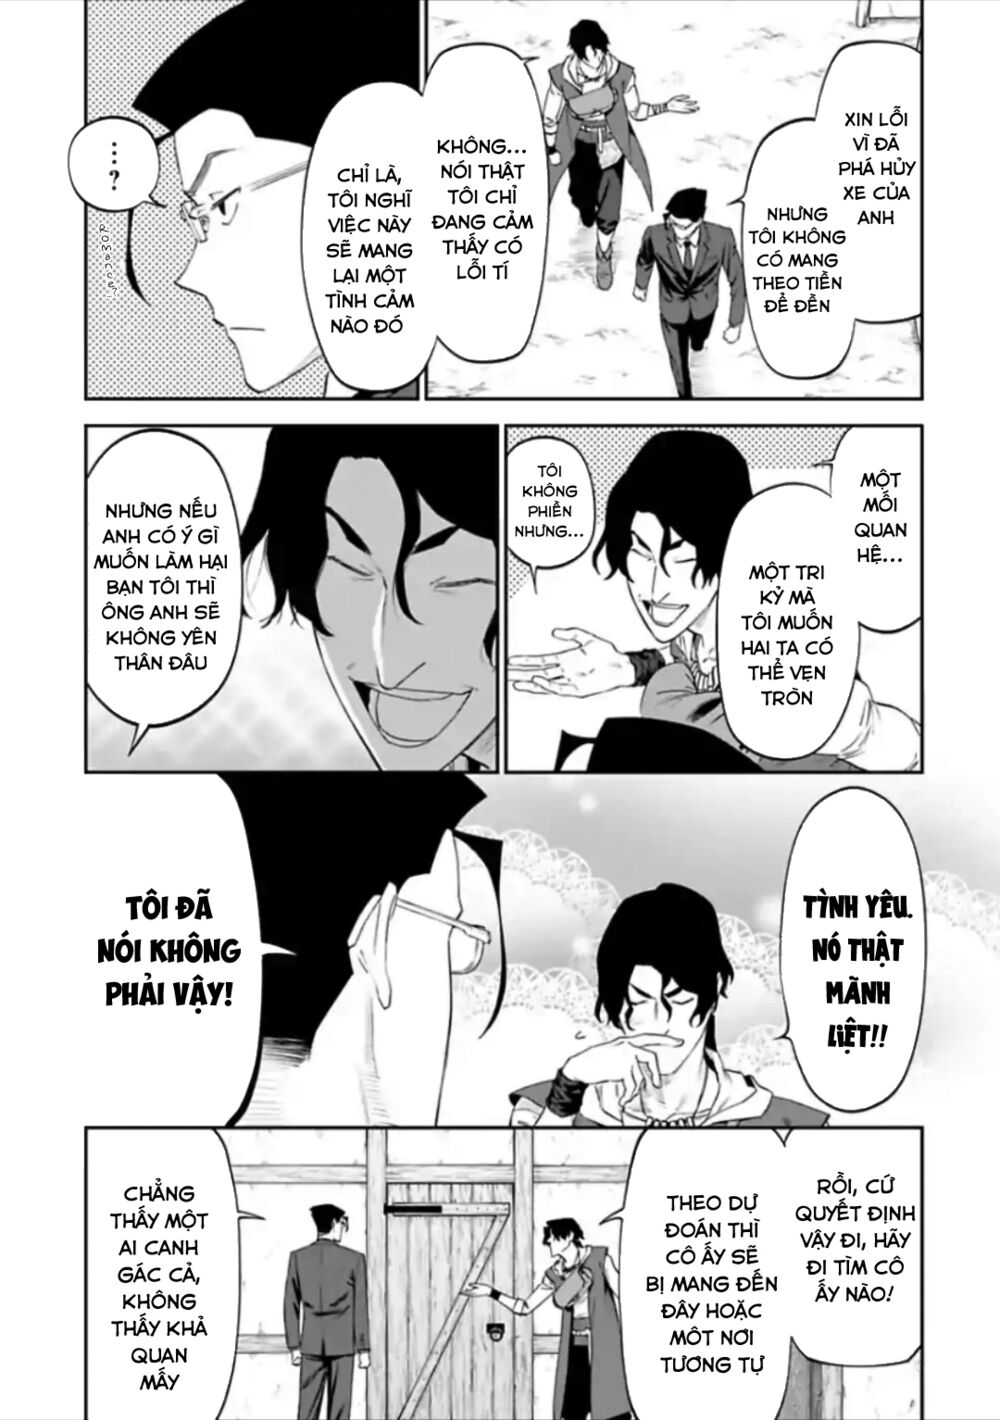 XIN LỖI
VÌ ĐÃ
PHÁ HỦY
XE CỦA
ANH
NHƯNG
TÔI KHÔNG
CÓ MANG
THEO TIỀN
ĐỂ ĐỀN
KHÔNG...
NÓI THẬT
TÔI CHỈ
ĐANG CẢM
THẤY CÓ
LỖI TÍ
CHỈ LÀ,
TÔI NGHĨ
VIỆC NÀY
SẼ MANG
LẠI MỘT
TÌNH CẢM
NÀO ĐÓ
...?
MỘT
MỐI
QUAN
HỆ...
MỘT TRI
KỶ MÀ
TÔI MUỐN
HAI TA CÓ
THỂ VẸN
TRÒN
TÔI
KHÔNG
PHIỀN
NHƯNG...
NHƯNG NẾU
ANH CÓ Ý GÌ
MUỐN LÀM HẠI
BẠN TÔI THÌ
ÔNG ANH SẼ
KHÔNG YÊN
THÂN ĐÂU
TÌNH YÊU.
NÓ THẬT
MÃNH
LIỆT!!
TÔI ĐÃ
NÓI KHÔNG
PHẢI VẬY!
RỒI, CỨ
QUYẾT ĐỊNH
VẬY ĐI, HÃY
ĐI TÌM CÔ
ẤY NÀO!
THEO DỰ
ĐOÁN THÌ
CÔ ẤY SẼ
BỊ MANG ĐẾN
ĐÂY HOẶC
MÔT NƠI
TƯƠNG TỰ
CHẲNG
THẤY MỘT
AI CANH
GÁC CẢ,
KHÔNG
THẤY KHẢ
QUAN
MẤY